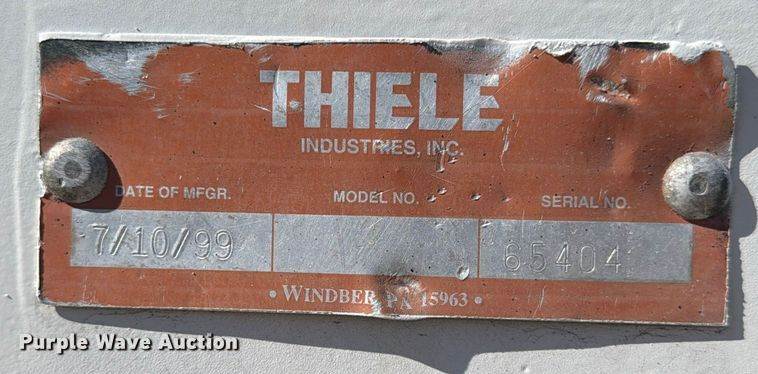 THIELE
INDUSTRIES, INC.
DATE OF MFGR. MODEL NO. SERIAL NO.
7/10/99 65404
• WINDBER PA 15963 •
Purple Wave Auction